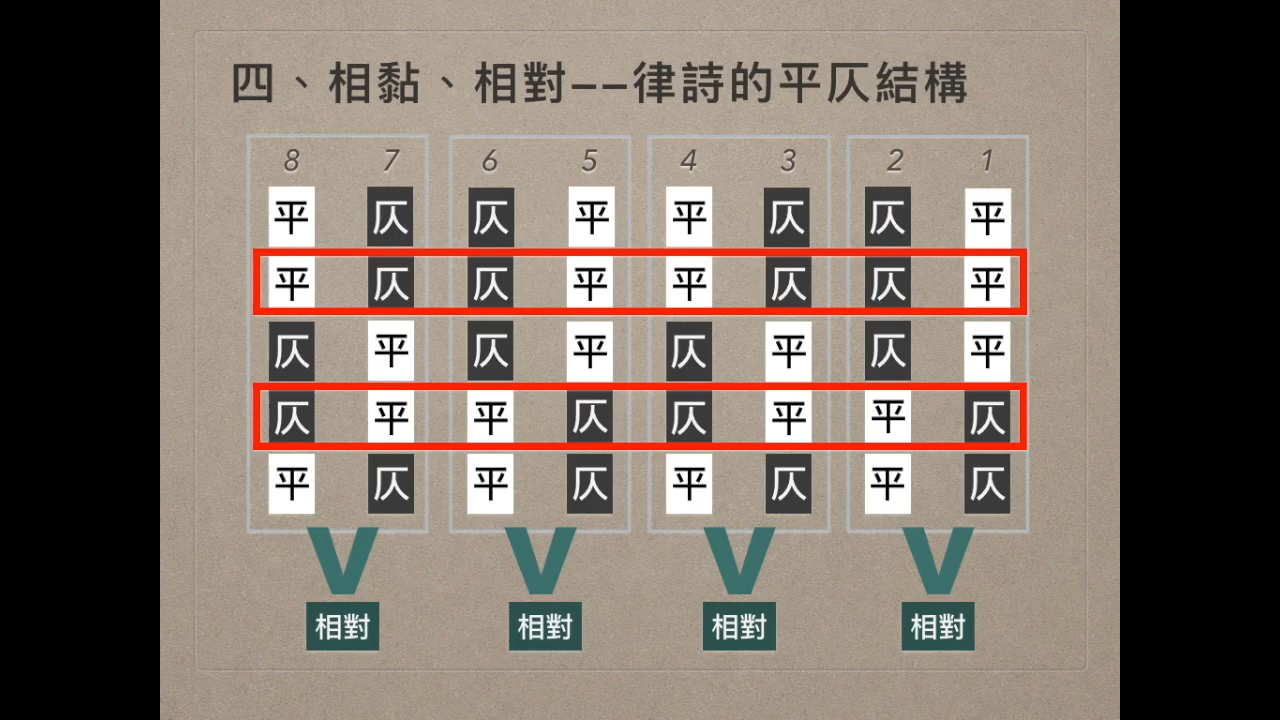 四、相黏、相對——律詩的平仄結構
8 7 6 5 4 3 2 1
平 仄 仄 平 平 仄 仄 平
平 仄 仄 平 平 仄 仄 平
仄 平 仄 平 仄 平 仄 平
仄 平 平 仄 仄 平 平 仄
平 仄 平 仄 平 仄 平 仄
相對 相對 相對 相對